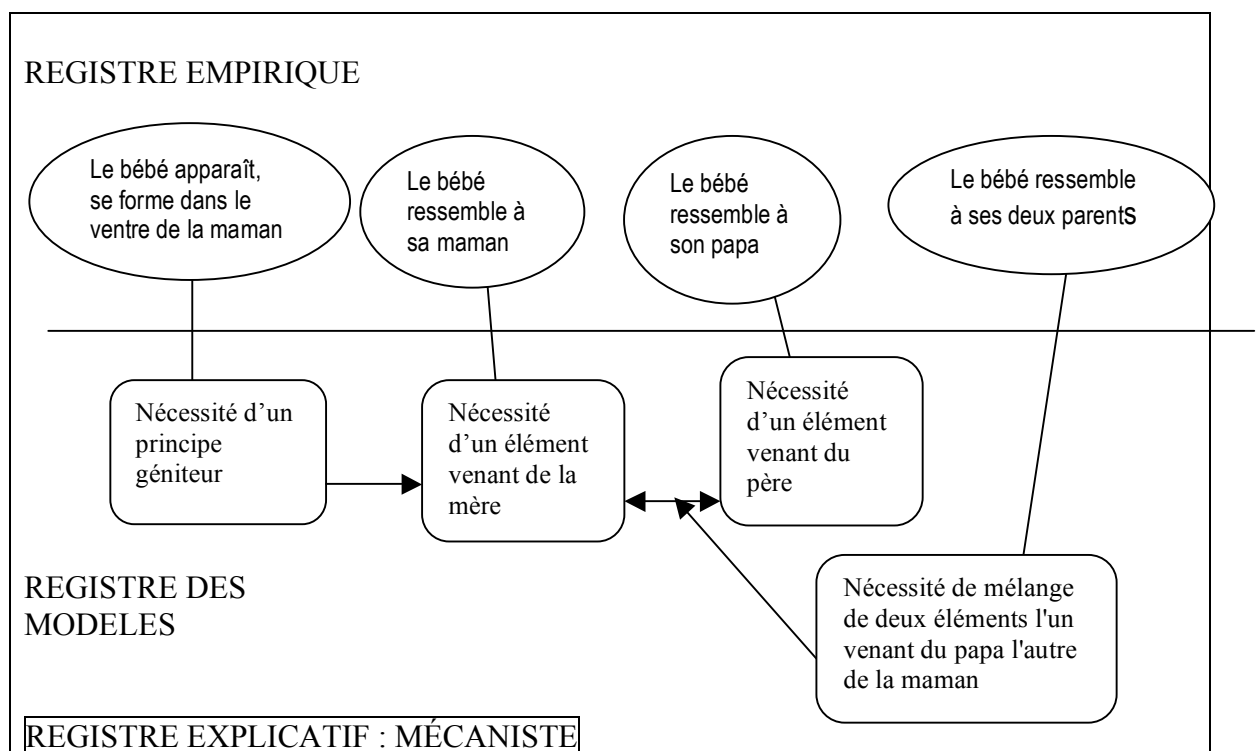 REGISTRE EMPIRIQUE
Le bébé apparaît,
se forme dans le
ventre de la maman
Le bébé
ressemble à
sa maman
Le bébé
ressemble à
son papa
Le bébé ressemble
à ses deux parents
Nécessité d’un
principe
géniteur
Nécessité
d’un élément
venant de la
mère
Nécessité
d’un élément
venant du
père
REGISTRE DES
MODELES
Nécessité de mélange
de deux éléments l'un
venant du papa l'autre
de la maman
REGISTRE EXPLICATIF : MÉCANISTE